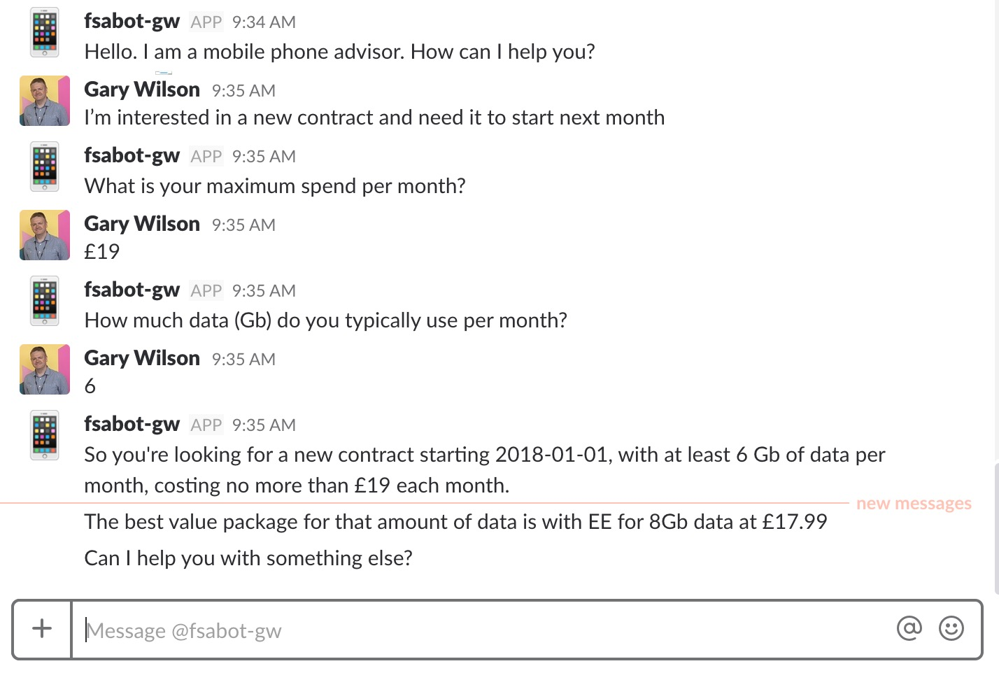 fsabot-gw APP 9:34 AM
Hello. I am a mobile phone advisor. How can I help you?
Gary Wilson 9:35 AM
I’m interested in a new contract and need it to start next month
fsabot-gw APP 9:35 AM
What is your maximum spend per month?
Gary Wilson 9:35 AM
£19
fsabot-gw APP 9:35 AM
How much data (Gb) do you typically use per month?
Gary Wilson 9:35 AM
6
fsabot-gw APP 9:35 AM
So you're looking for a new contract starting 2018-01-01, with at least 6 Gb of data per
month, costing no more than £19 each month.
new messages
The best value package for that amount of data is with EE for 8Gb data at £17.99
Can I help you with something else?
Message @fsabot-gw